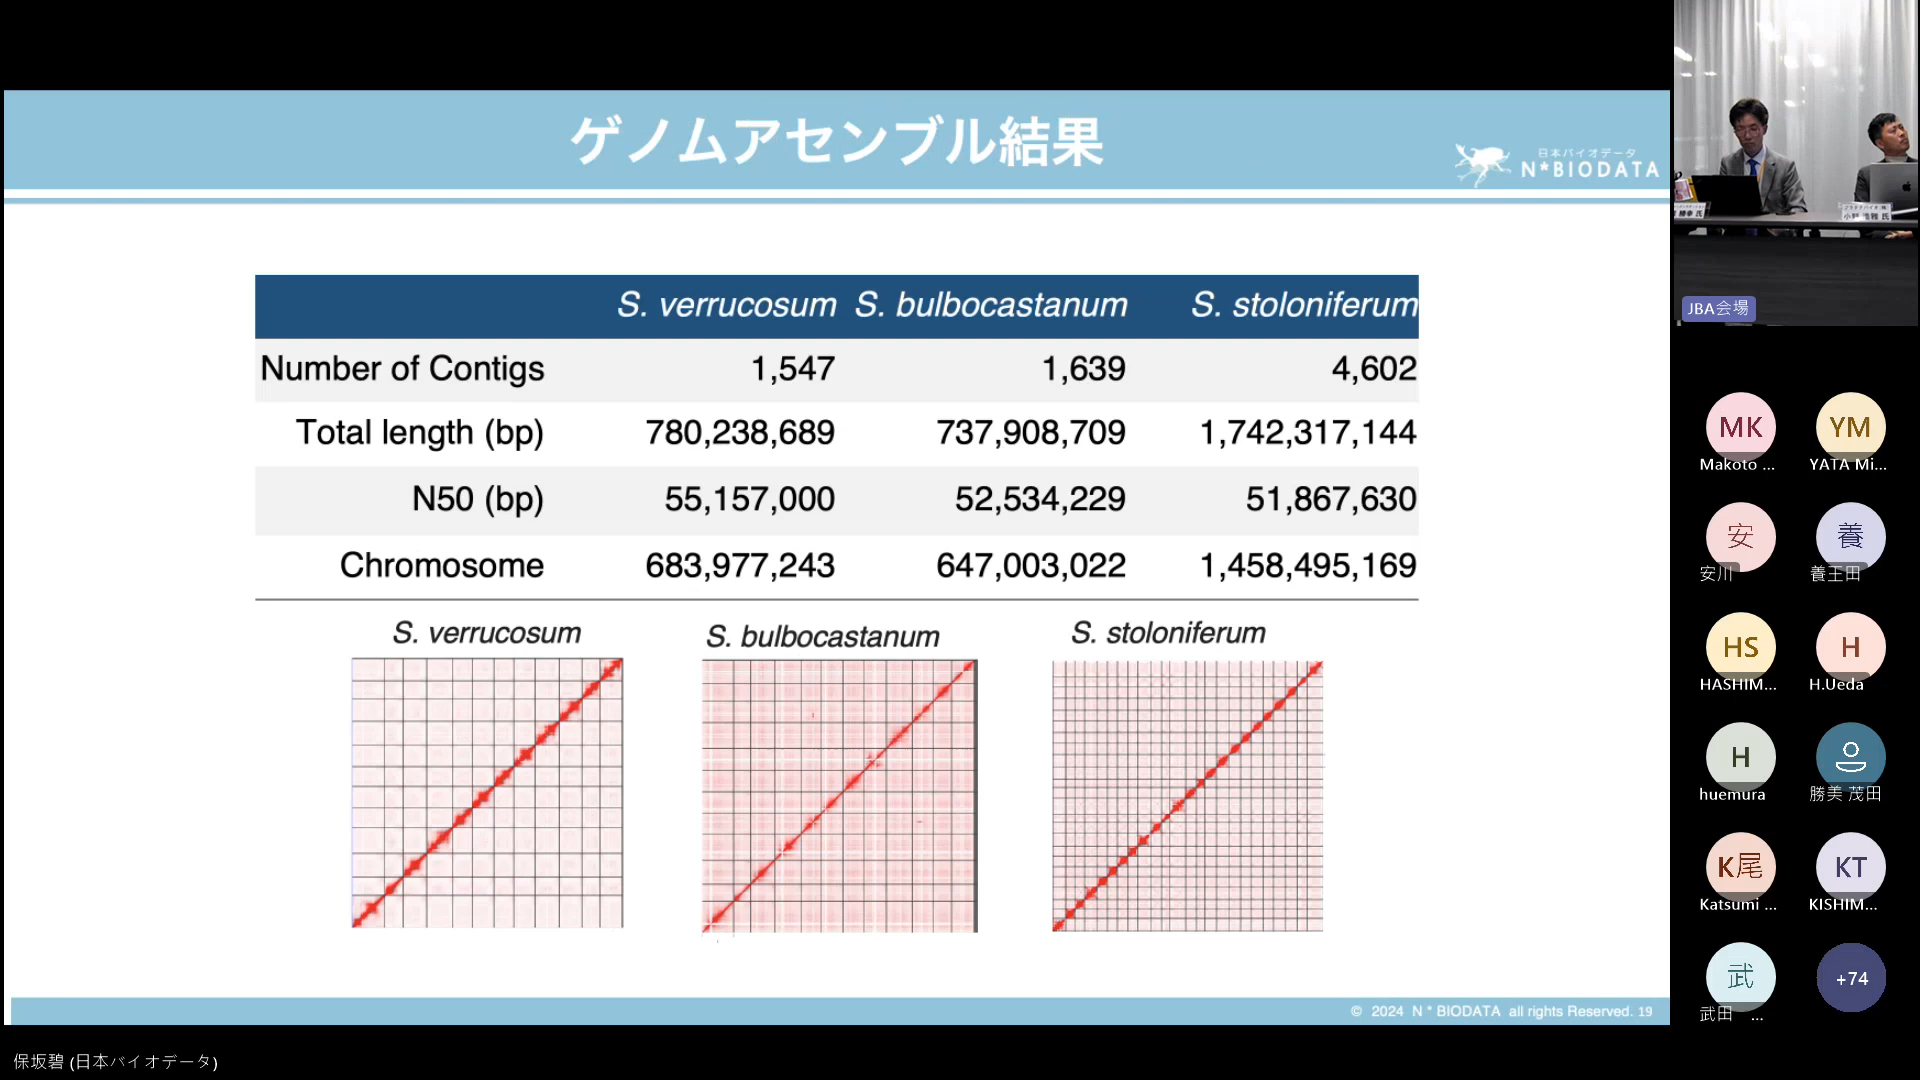 ゲノムアセンブル結果
日本バイオデータ
N*BIODATA
S. verrucosum S. bulbocastanum S. stoloniferum
Number of Contigs 1,547 1,639 4,602
Total length (bp) 780,238,689 737,908,709 1,742,317,144
N50 (bp) 55,157,000 52,534,229 51,867,630
Chromosome 683,977,243 647,003,022 1,458,495,169
S. verrucosum S. bulbocastanum S. stoloniferum
© 2024 N * BIODATA all rights Reserved. 19
保坂碧 (日本バイオデータ)
JBA会場
MK YM
Makoto ... YATA Mi...
安 養
安川 養王田
HS H
HASHIM... H.Ueda
H
huemura 勝美 茂田
K尾 KT
Katsumi ... KISHIM...
武 +74
武田 ...